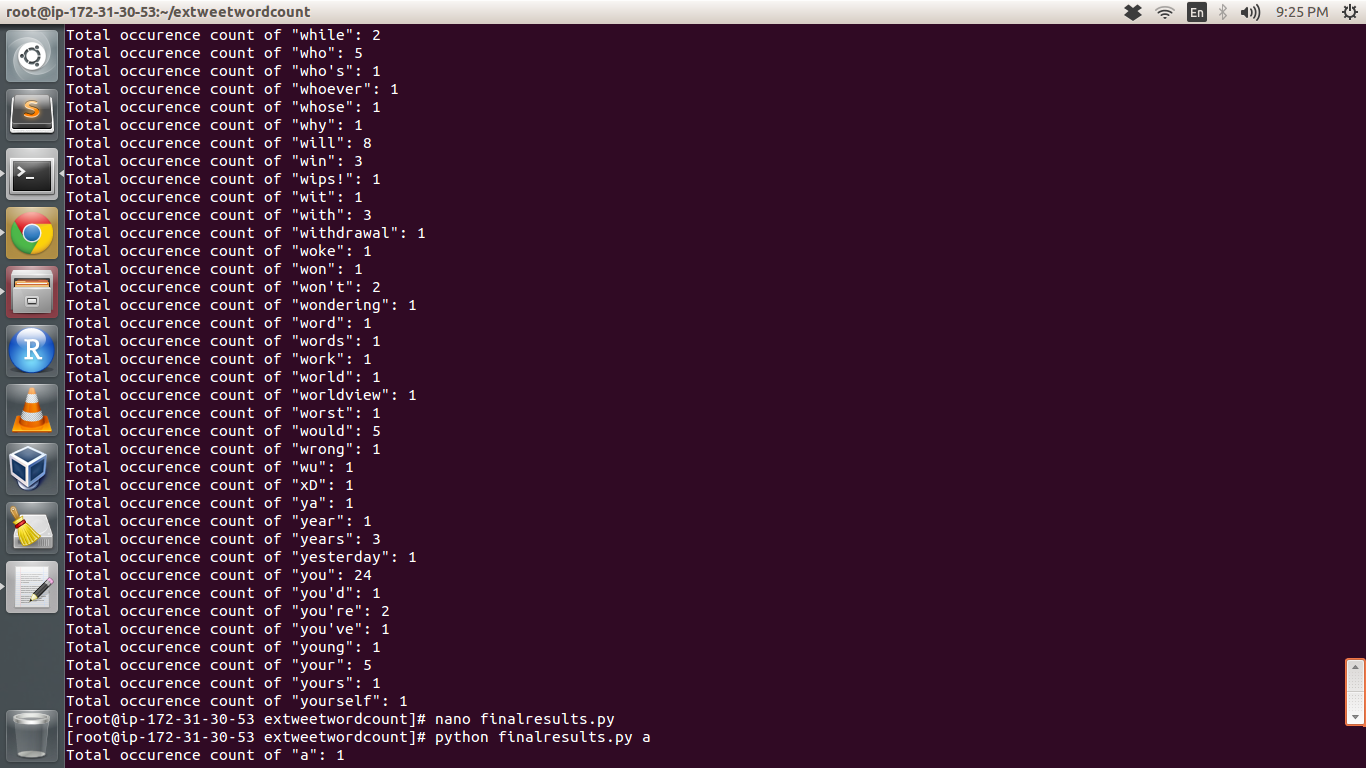 root@ip-172-31-30-53:~/extweetwordcount
En
9:25 PM
Total occurence count of "while": 2
Total occurence count of "who": 5
Total occurence count of "who's": 1
Total occurence count of "whoever": 1
Total occurence count of "whose": 1
Total occurence count of "why": 1
Total occurence count of "will": 8
Total occurence count of "win": 3
Total occurence count of "wips!": 1
Total occurence count of "wit": 1
Total occurence count of "with": 3
Total occurence count of "withdrawal": 1
Total occurence count of "woke": 1
Total occurence count of "won": 1
Total occurence count of "won't": 2
Total occurence count of "wondering": 1
Total occurence count of "word": 1
Total occurence count of "words": 1
Total occurence count of "work": 1
Total occurence count of "world": 1
Total occurence count of "worldview": 1
Total occurence count of "worst": 1
Total occurence count of "would": 5
Total occurence count of "wrong": 1
Total occurence count of "wu": 1
Total occurence count of "xD": 1
Total occurence count of "ya": 1
Total occurence count of "year": 1
Total occurence count of "years": 3
Total occurence count of "yesterday": 1
Total occurence count of "you": 24
Total occurence count of "you'd": 1
Total occurence count of "you're": 2
Total occurence count of "you've": 1
Total occurence count of "young": 1
Total occurence count of "your": 5
Total occurence count of "yours": 1
Total occurence count of "yourself": 1
[root@ip-172-31-30-53 extweetwordcount]# nano finalresults.py
[root@ip-172-31-30-53 extweetwordcount]# python finalresults.py a
Total occurence count of "a": 1
S
>_
R